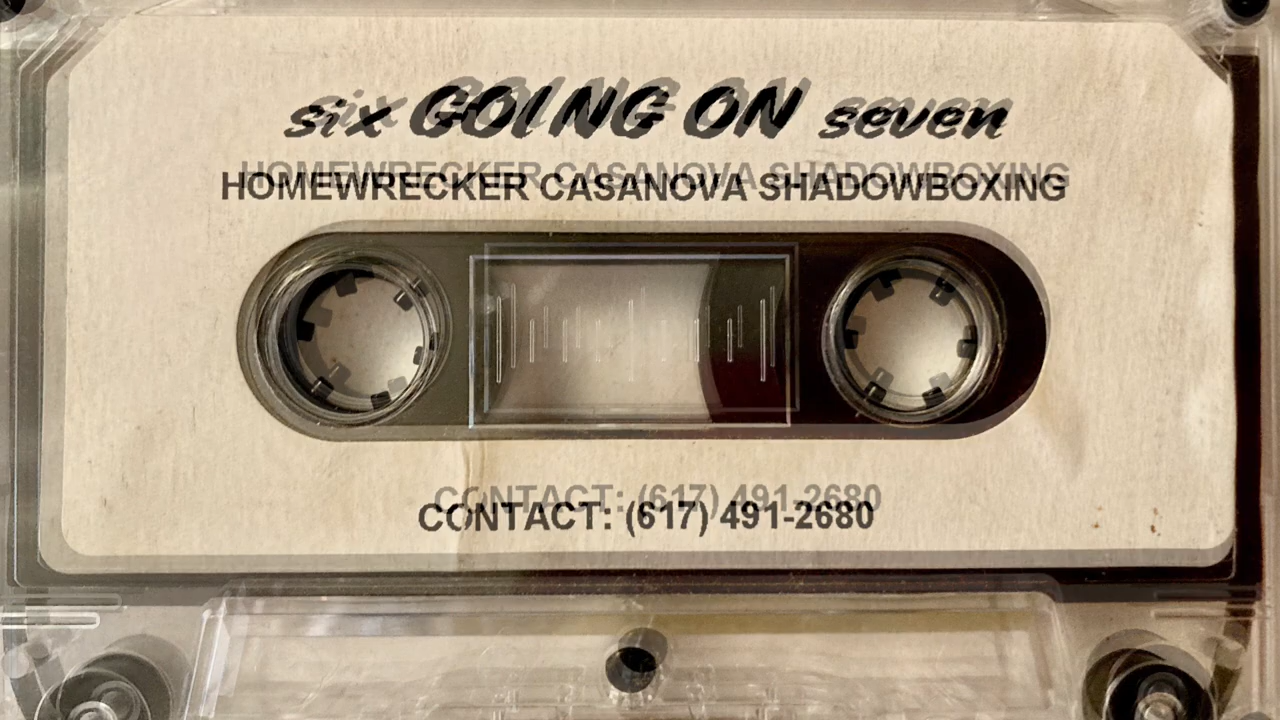 six GOING ON seven
HOMEWRECKER CASANOVA SHADOWBOXING
CONTACT: (617) 491-2680